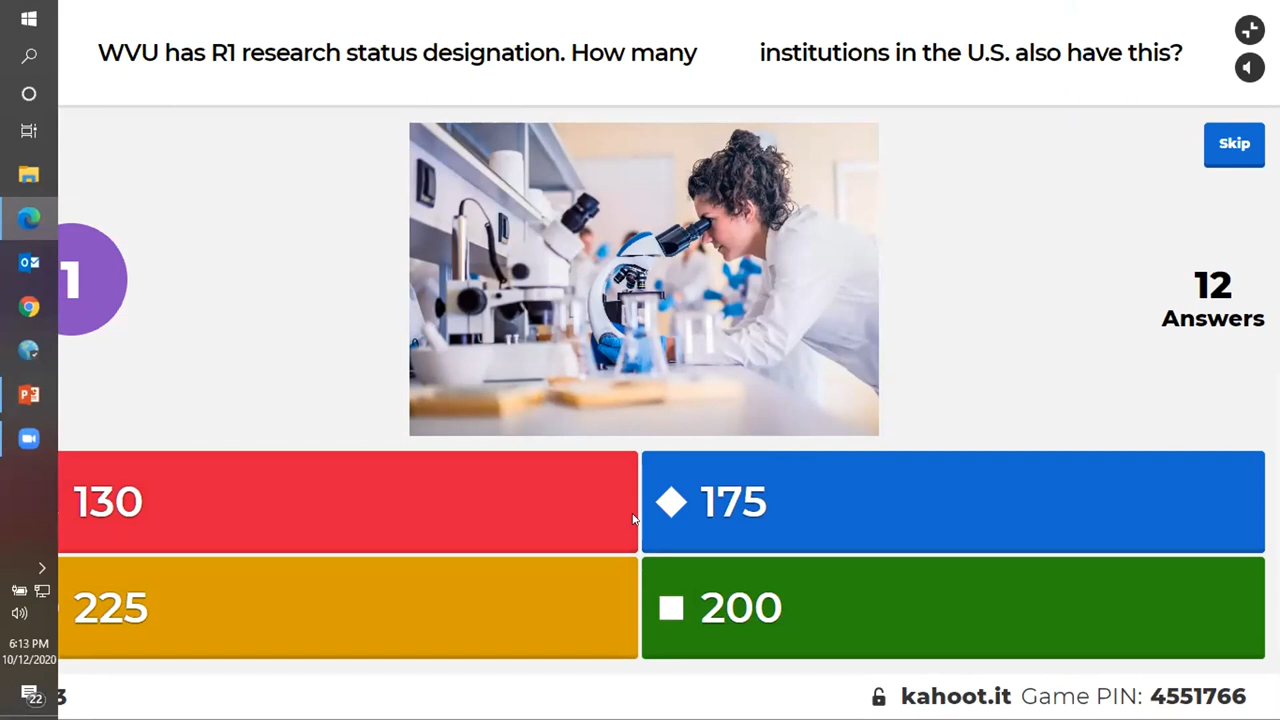 WVU has R1 research status designation. How many institutions in the U.S. also have this?
Skip
1
12
Answers
130
175
225
200
6:13 PM
10/12/2020
22
3
kahoot.it Game PIN: 4551766